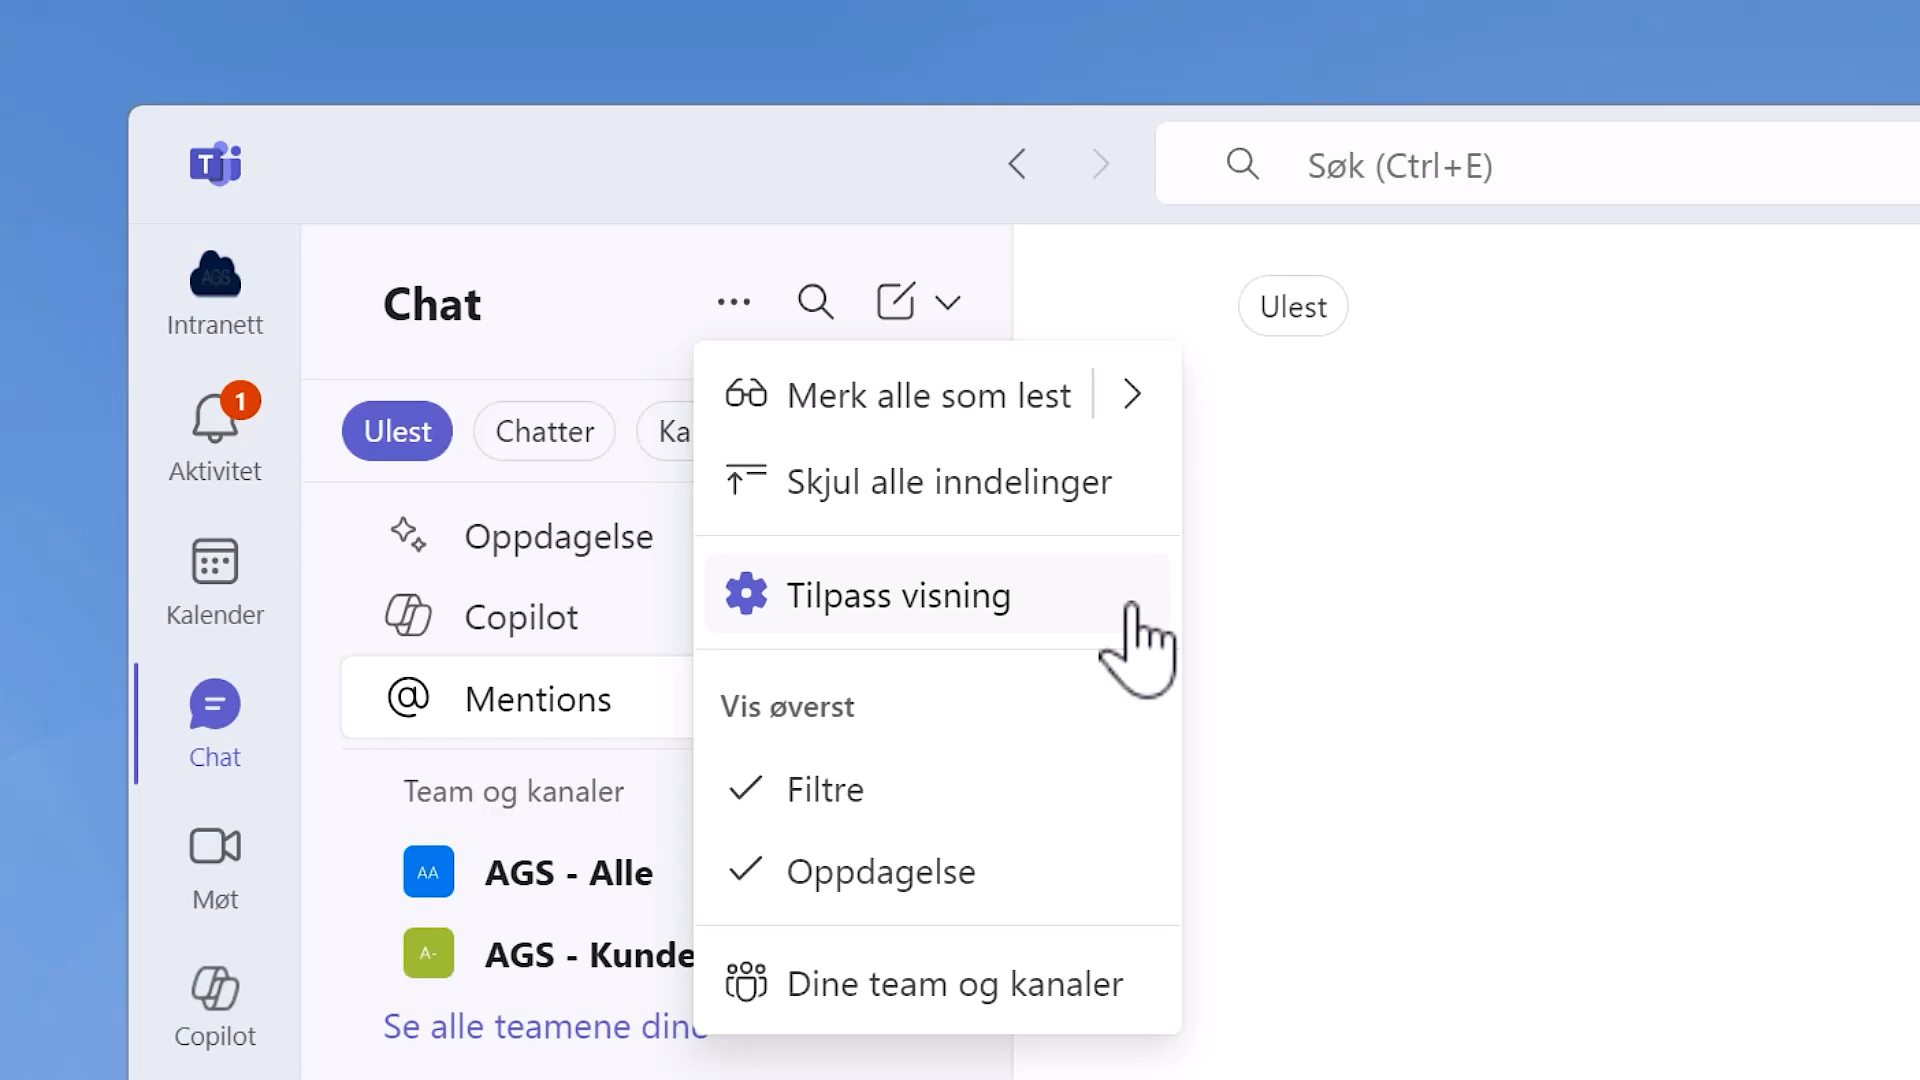 T
Søk (Ctrl+E)
AGS
Intranett
1
Aktivitet
Kalender
Chat
Møt
Copilot
Chat
Ulest
Chatter
Ka
Oppdagelse
Copilot
@ Mentions
Team og kanaler
AA AGS - Alle
A- AGS - Kunde
Se alle teamene
Merk alle som lest
Skjul alle inndelinger
Tilpass visning
Vis øverst
Filtre
Oppdagelse
Dine team og kanaler
Ulest